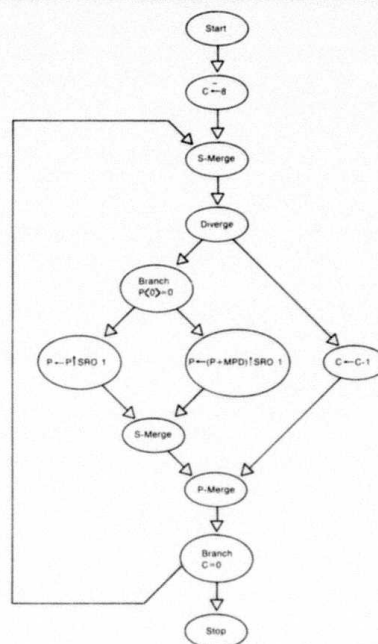 Start
C←8
S-Merge
Diverge
Branch
P⟨0⟩=0
P←P↑SRO 1
P←(P+MPD)↑SRO 1
C←C-1
S-Merge
P-Merge
Branch
C=0
Stop